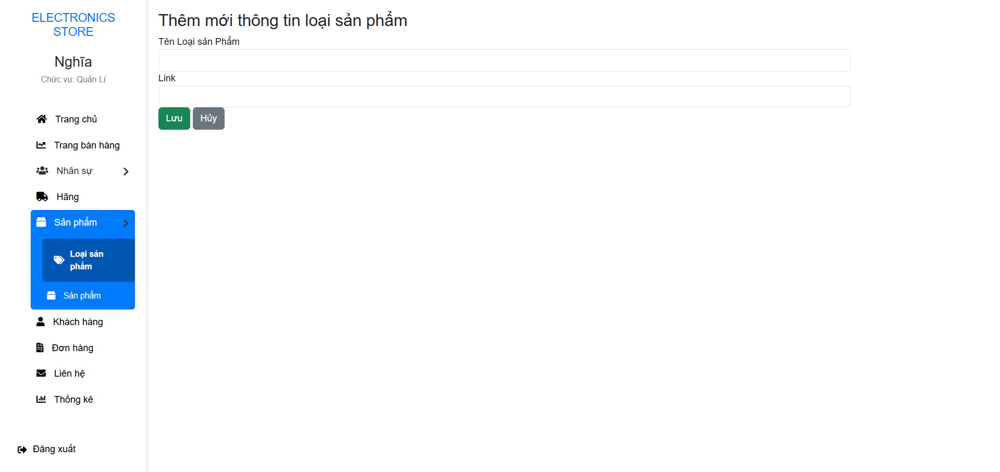 ELECTRONICS
STORE
Nghĩa
Chức vụ: Quản Lí
Trang chủ
Trang bán hàng
Nhân sự
Hãng
Sản phẩm
Loại sản
phẩm
Sản phẩm
Khách hàng
Đơn hàng
Liên hệ
Thống kê
Đăng xuất
Thêm mới thông tin loại sản phẩm
Tên Loại sản Phẩm
Link
Lưu Hủy